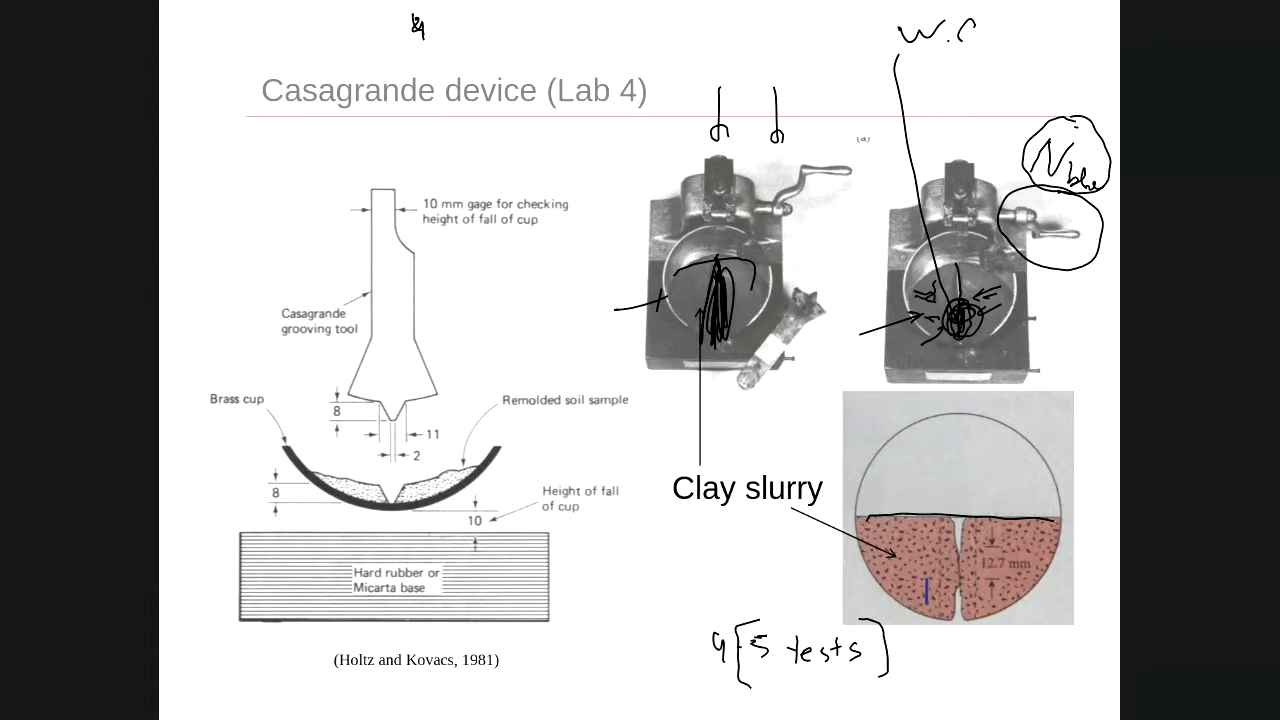 W.C
Casagrande device (Lab 4)
(a)
10 mm gage for checking
height of fall of cup
Casagrande
grooving tool
Brass cup
8
Remolded soil sample
11
2
8
Height of fall
of cup
10
Hard rubber or
Micarta base
(Holtz and Kovacs, 1981)
Clay slurry
12.7 mm
5 tests